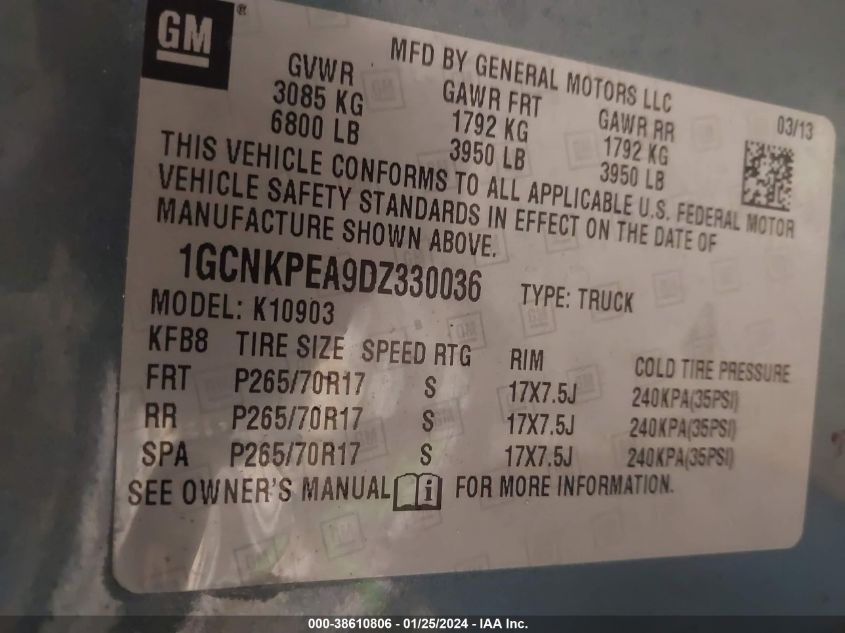 GM®
MFD BY GENERAL MOTORS LLC
GVWR GAWR FRT GAWR RR 03/13
3085 KG 1792 KG 1792 KG
6800 LB 3950 LB 3950 LB
THIS VEHICLE CONFORMS TO ALL APPLICABLE U.S. FEDERAL MOTOR
VEHICLE SAFETY STANDARDS IN EFFECT ON THE DATE OF
MANUFACTURE SHOWN ABOVE.
1GCNKPEA9DZ330036 TYPE: TRUCK
MODEL: K10903
KFB8 TIRE SIZE SPEED RTG RIM COLD TIRE PRESSURE
FRT P265/70R17 S 17X7.5J 240KPA(35PSI)
RR P265/70R17 S 17X7.5J 240KPA(35PSI)
SPA P265/70R17 S 17X7.5J 240KPA(35PSI)
SEE OWNER'S MANUAL i FOR MORE INFORMATION.
000-38610806 - 01/25/2024 - IAA Inc.